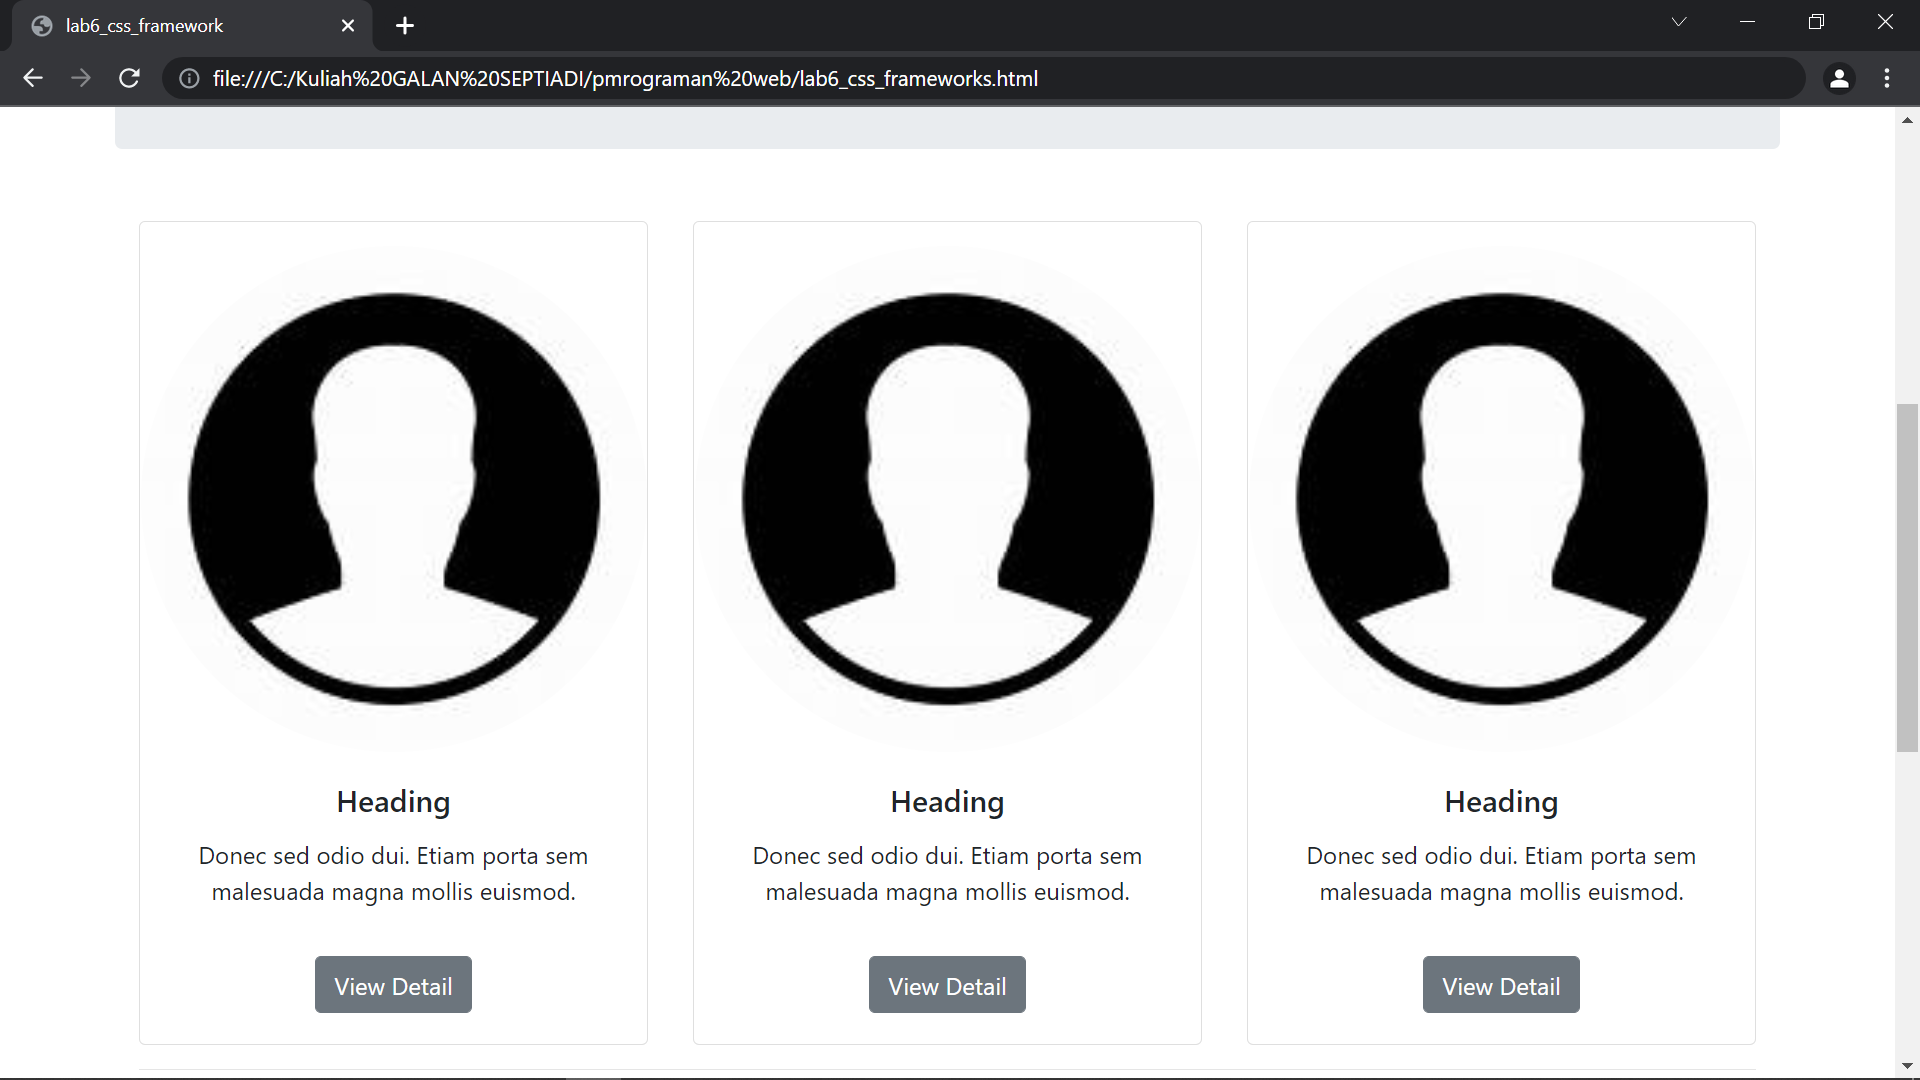 lab6_css_framework
file:///C:/Kuliah%20GALAN%20SEPTIADI/pmrograman%20web/lab6_css_frameworks.html
Heading
Donec sed odio dui. Etiam porta sem
malesuada magna mollis euismod.
View Detail
Heading
Donec sed odio dui. Etiam porta sem
malesuada magna mollis euismod.
View Detail
Heading
Donec sed odio dui. Etiam porta sem
malesuada magna mollis euismod.
View Detail